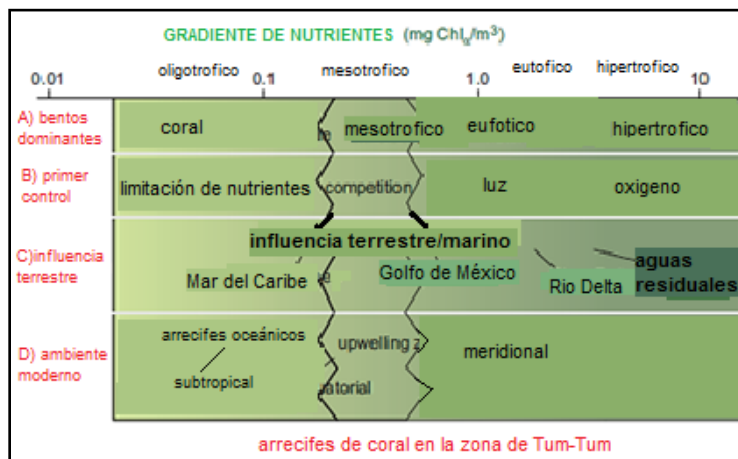 GRADIENTE DE NUTRIENTES (mg Chlα/m³)
oligotrofico mesotrofico eutofico hipertrofico
0.01 0.1 1.0 10
A) bentos dominantes
coral mesotrofico eufotico hipertrofico
B) primer control
limitación de nutrientes competition luz oxigeno
C)influencia terrestre
influencia terrestre/marino
Mar del Caribe Golfo de México Rio Delta aguas residuales
D) ambiente moderno
arrecifes oceánicos upwelling z meridional
subtropical
arrecifes de coral en la zona de Tum-Tum